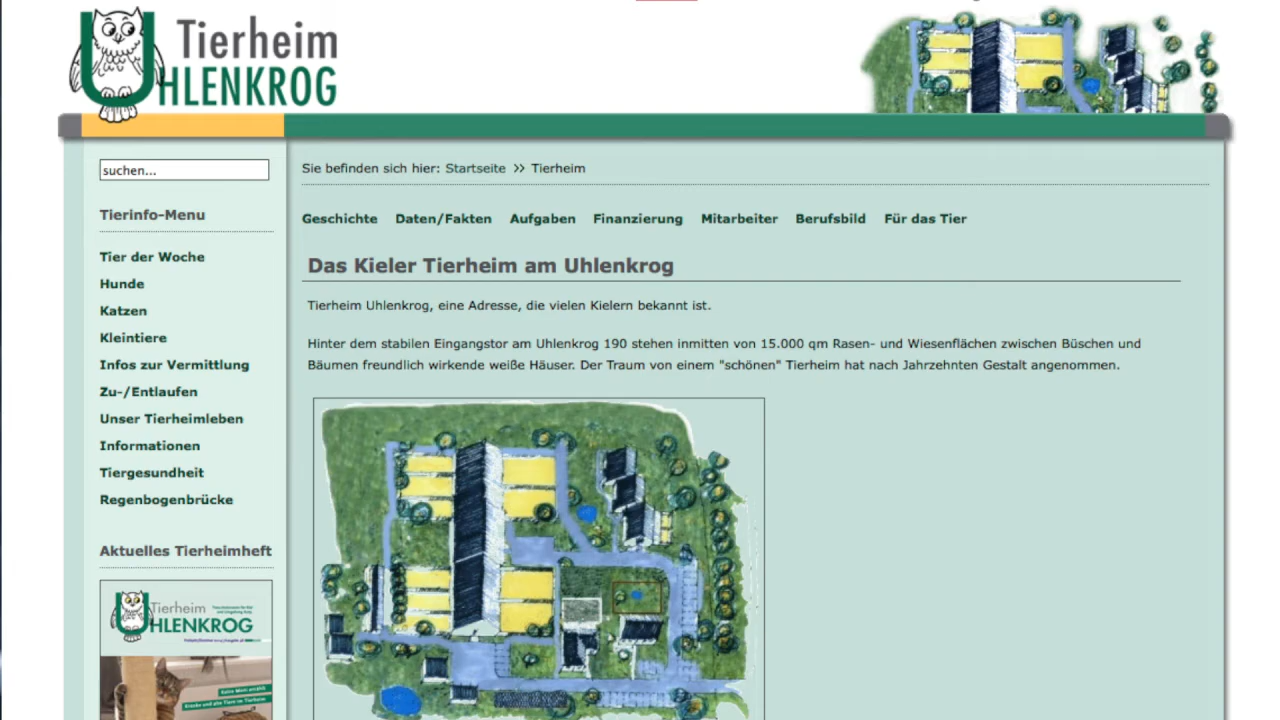 Tierheim
UHLENKROG
suchen...
Sie befinden sich hier: Startseite >> Tierheim
Tierinfo-Menu
Tier der Woche
Hunde
Katzen
Kleintiere
Infos zur Vermittlung
Zu-/Entlaufen
Unser Tierheimleben
Informationen
Tiergesundheit
Regenbogenbrücke
Aktuelles Tierheimheft
Tierheim
UHLENKROG
Geschichte Daten/Fakten Aufgaben Finanzierung Mitarbeiter Berufsbild Für das Tier
Das Kieler Tierheim am Uhlenkrog
Tierheim Uhlenkrog, eine Adresse, die vielen Kielern bekannt ist.
Hinter dem stabilen Eingangstor am Uhlenkrog 190 stehen inmitten von 15.000 qm Rasen- und Wiesenflächen zwischen Büschen und
Bäumen freundlich wirkende weiße Häuser. Der Traum von einem "schönen" Tierheim hat nach Jahrzehnten Gestalt angenommen.